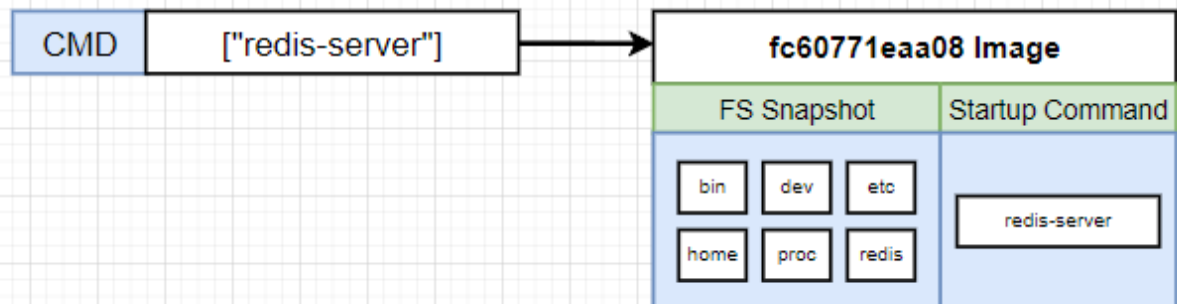 CMD ["redis-server"]
fc60771eaa08 Image
FS Snapshot Startup Command
bin dev etc
redis-server
home proc redis